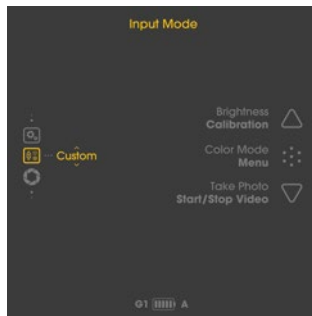 Input Mode
Brightness
Calibration
Custom
Color Mode
Menu
Take Photo
Start/Stop Video
G1 A